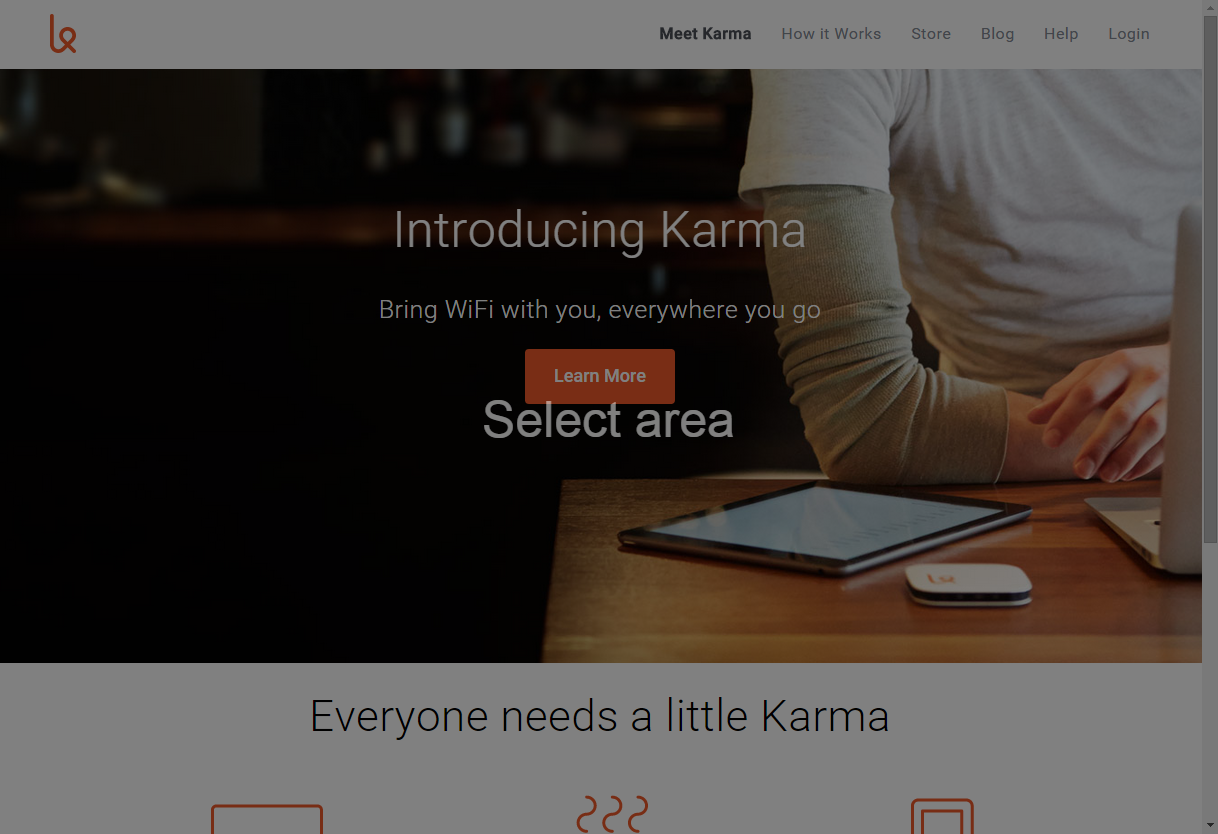 Meet Karma
How it Works
Store
Blog
Help
Login
Introducing Karma
Bring WiFi with you, everywhere you go
Learn More
Select area
Everyone needs a little Karma